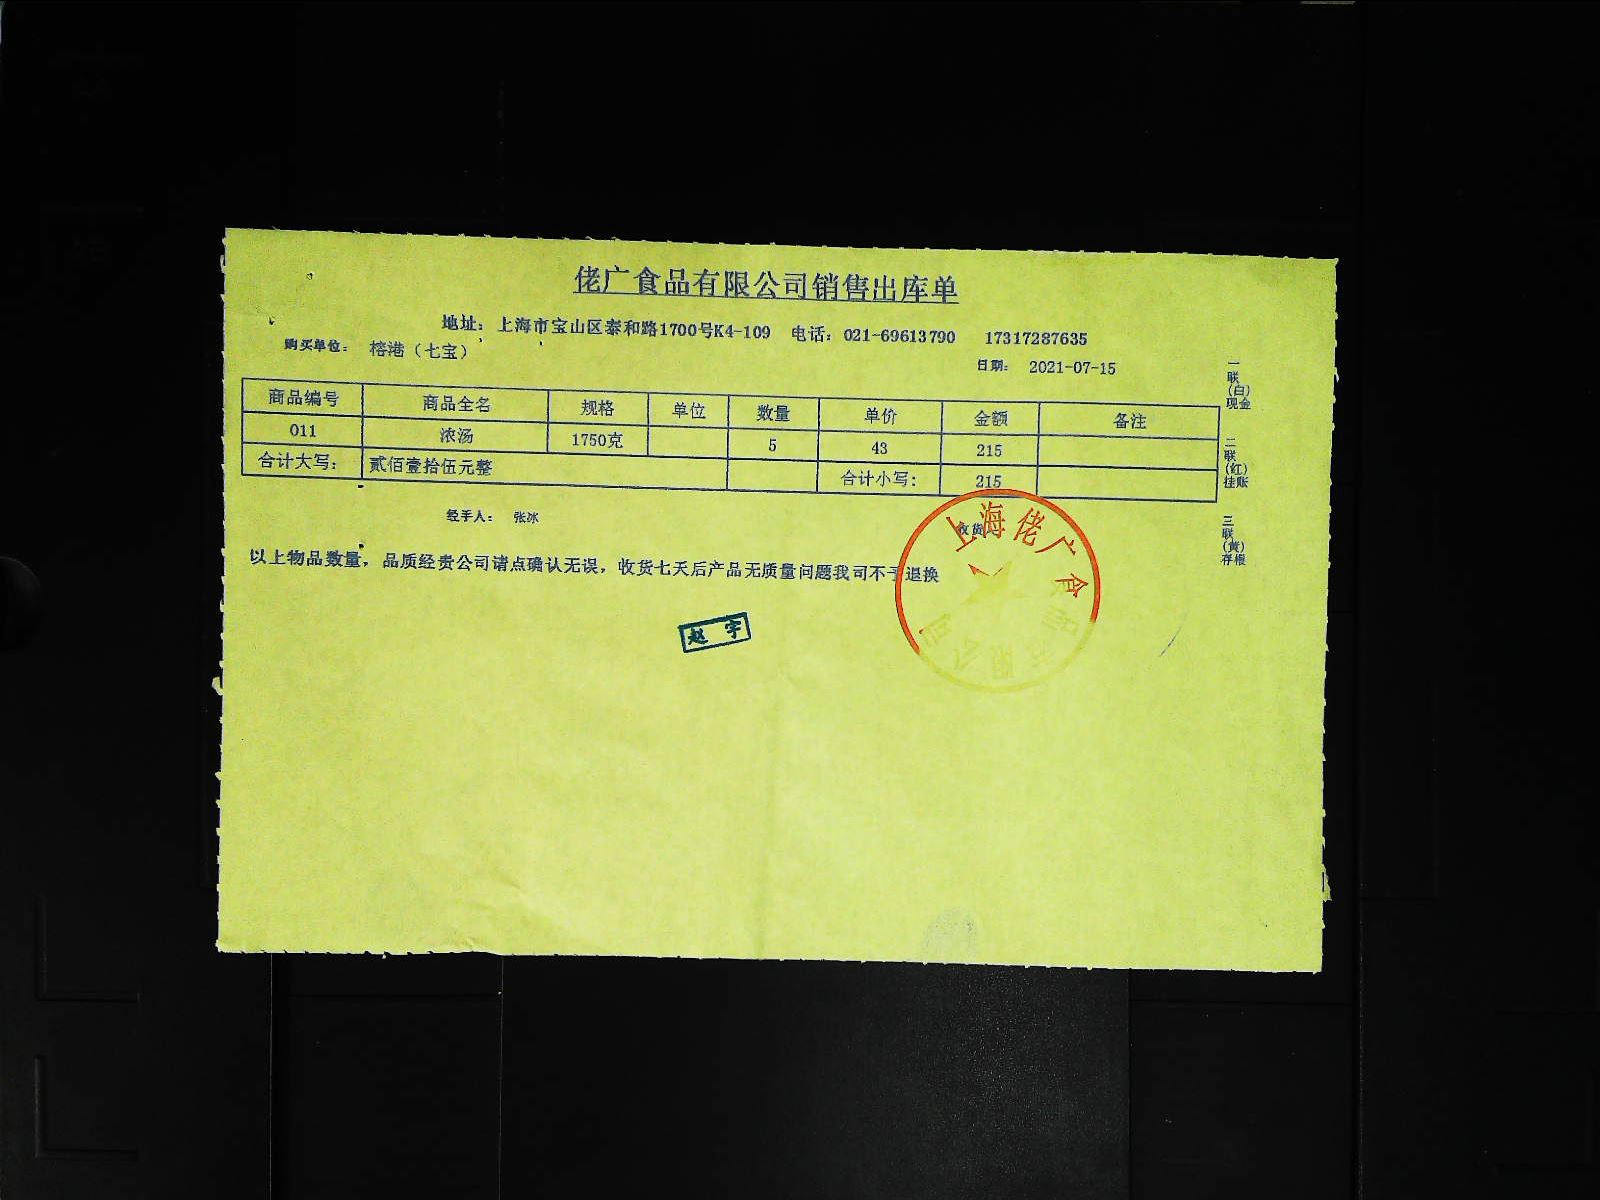 佬广食品有限公司销售出库单
地址：上海市宝山区泰和路1700号K4-109 电话：021-69613790 17317287635
购买单位： 榕港（七宝） 日期： 2021-07-15
商品编号 商品全名 规格 单位 数量 单价 金额 备注
011 浓汤 1750克 5 43 215
合计大写： 贰佰壹拾伍元整 合计小写： 215
经手人： 张冰 收货
以上物品数量，品质经贵公司请点确认无误，收货七天后产品无质量问题我司不予退换
赵宇
上海佬广食品有限公司
一联(白)现金
二联(红)挂账
三联(黄)存根